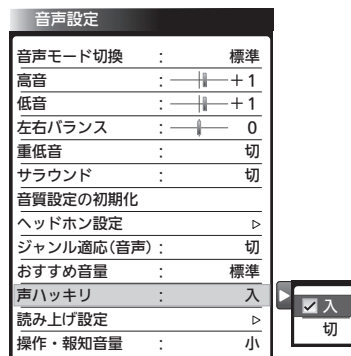 音声設定
音声モード切換 : 標準
高音 : +1
低音 : +1
左右バランス : 0
重低音 : 切
サラウンド : 切
音質設定の初期化
ヘッドホン設定
ジャンル適応(音声) : 切
おすすめ音量 : 標準
声ハッキリ : 入
入
読み上げ設定
切
操作・報知音量 : 小